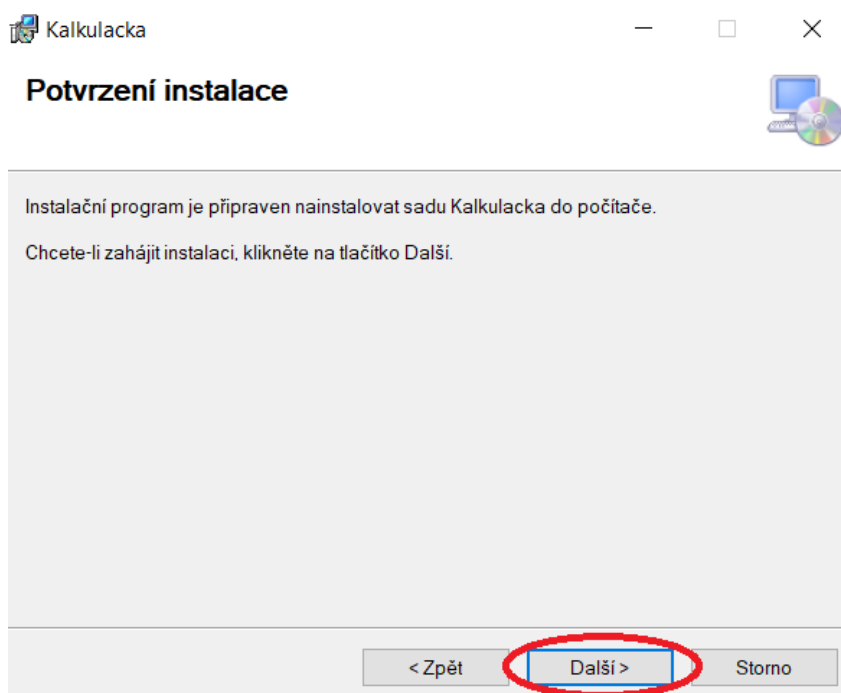 Kalkulacka
Potvrzení instalace
Instalační program je připraven nainstalovat sadu Kalkulacka do počítače.
Chcete-li zahájit instalaci, klikněte na tlačítko Další.
< Zpět Další > Storno